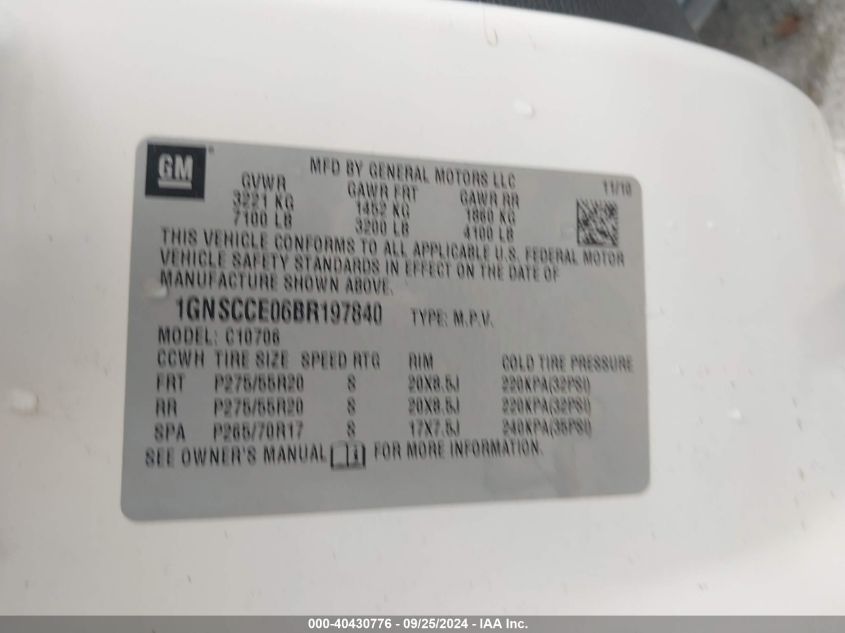 GM
MFD BY GENERAL MOTORS LLC
11/10
GVWR GAWR FRT GAWR RR
3221 KG 1452 KG 1860 KG
7100 LB 3200 LB 4100 LB
THIS VEHICLE CONFORMS TO ALL APPLICABLE U.S. FEDERAL MOTOR
VEHICLE SAFETY STANDARDS IN EFFECT ON THE DATE OF
MANUFACTURE SHOWN ABOVE.
1GNSCCE06BR197840 TYPE: M.P.V.
MODEL: C10706
CCWH TIRE SIZE SPEED RTG RIM COLD TIRE PRESSURE
FRT P275/55R20 S 20X8.5J 220KPA(32PSI)
RR P275/55R20 S 20X8.5J 220KPA(32PSI)
SPA P265/70R17 S 17X7.5J 240KPA(35PSI)
SEE OWNER'S MANUAL FOR MORE INFORMATION.
000-40430776 - 09/25/2024 - IAA Inc.